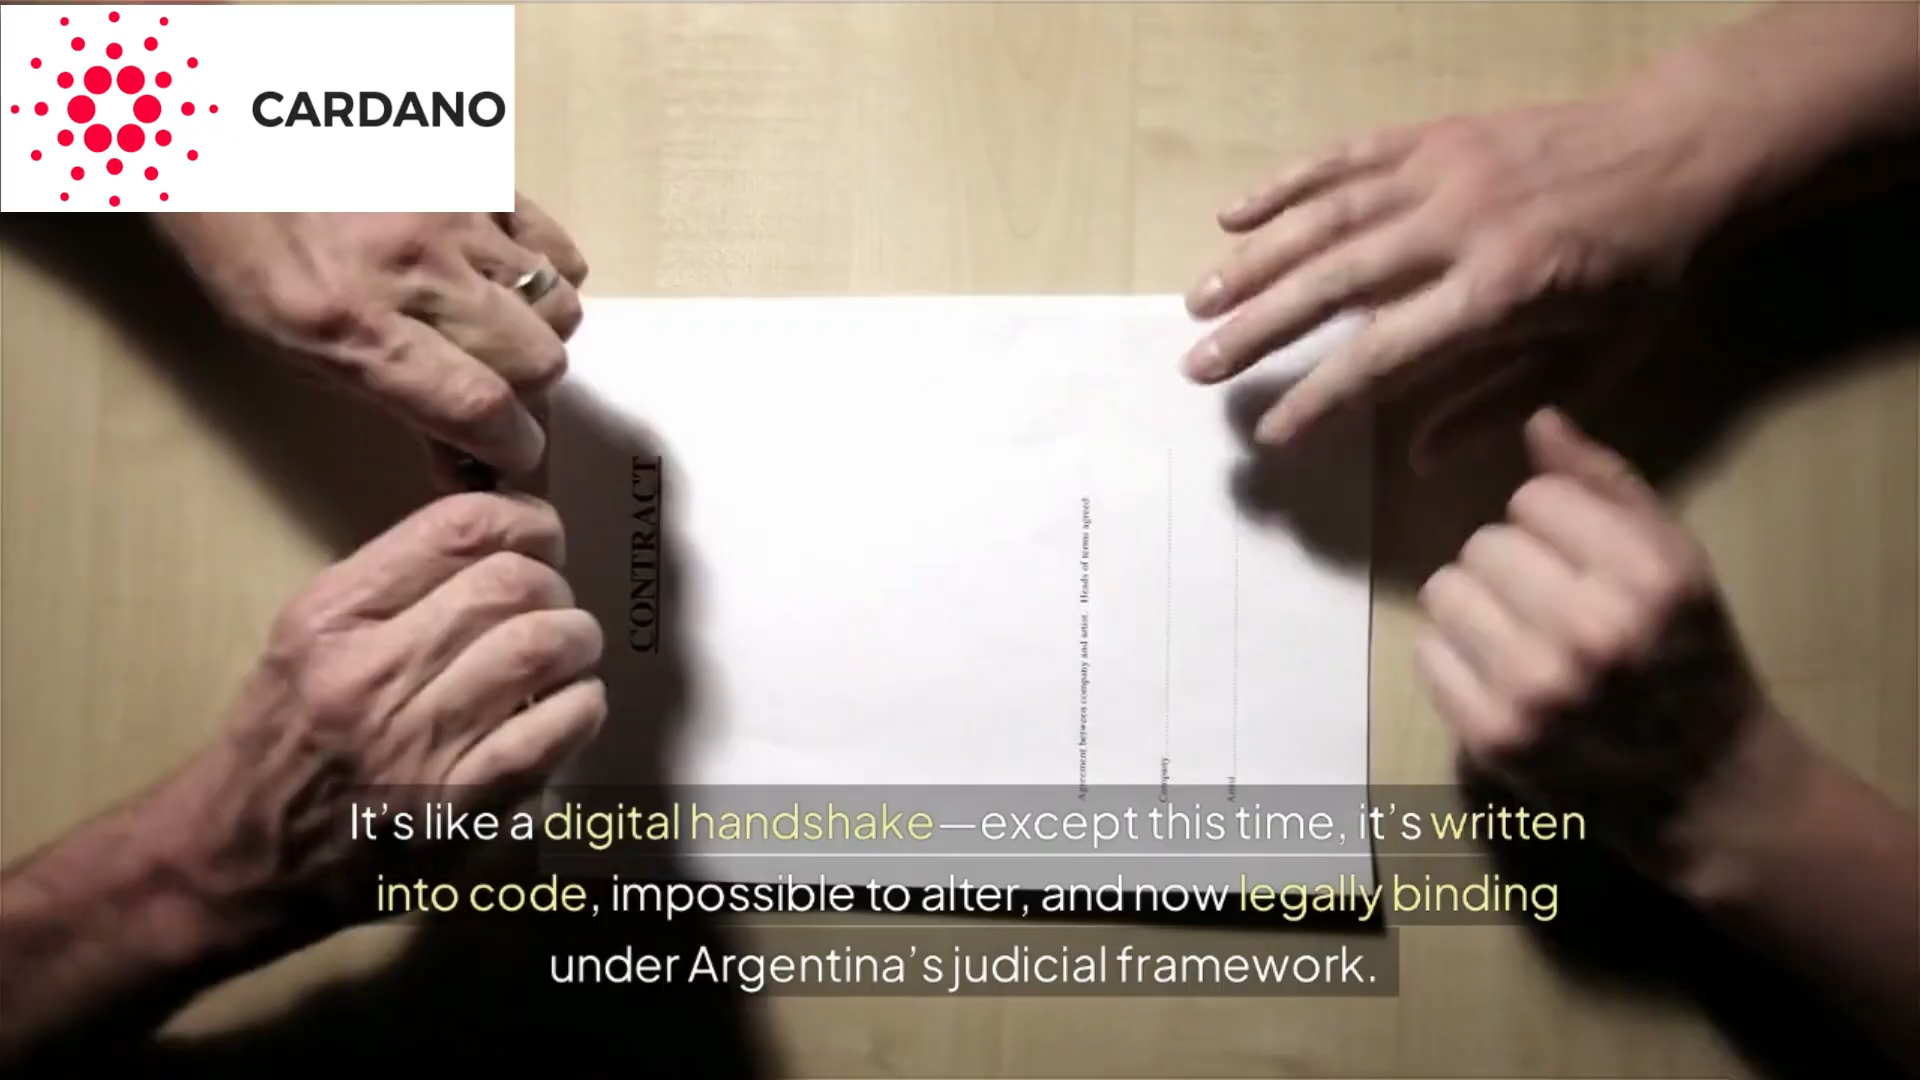 CARDANO
CONTRACT
Agreement between company and artist. Heads of terms agreed
Company
Artist
It's like a digital handshake—except this time, it's written
into code, impossible to alter, and now legally binding
under Argentina's judicial framework.